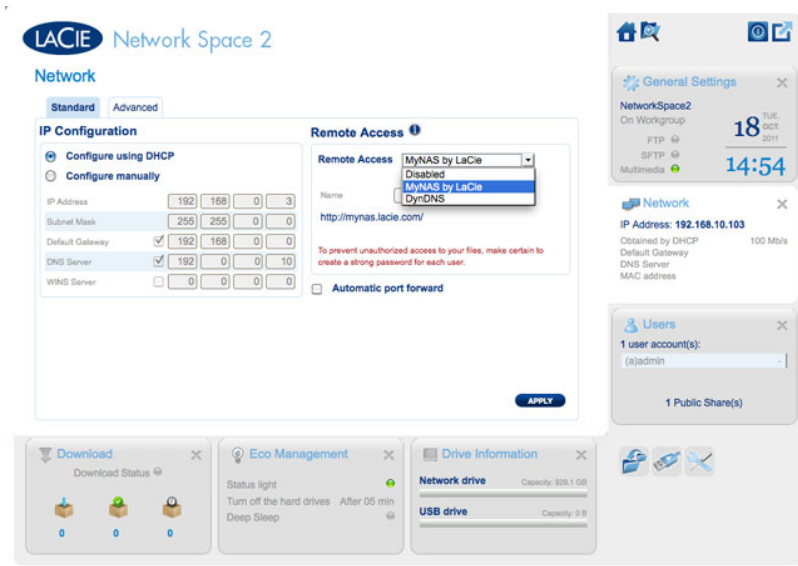 LACIE Network Space 2
Network
Standard Advanced
IP Configuration
Configure using DHCP
Configure manually
IP Address 192 168 0 3
Subnet Mask 255 255 0 0
Default Gateway 192 168 0 0
DNS Server 192 0 0 10
WINS Server 0 0 0 0
Remote Access
Remote Access MyNAS by LaCie
Disabled
MyNAS by LaCie
DynDNS
Name
http://mynas.lacie.com/
To prevent unauthorized access to your files, make certain to
create a strong password for each user.
Automatic port forward
APPLY
General Settings
NetworkSpace2
On Workgroup
FTP
SFTP
Multimedia
18 TUE. OCT. 2011
14:54
Network
IP Address: 192.168.10.103
Obtained by DHCP 100 Mb/s
Default Gateway
DNS Server
MAC address
Users
1 user account(s):
(a)admin
1 Public Share(s)
Download
Download Status
0 0 0
Eco Management
Status light
Turn off the hard drives After 05 min
Deep Sleep
Drive Information
Network drive Capacity: 929.1 GB
USB drive Capacity: 0 B